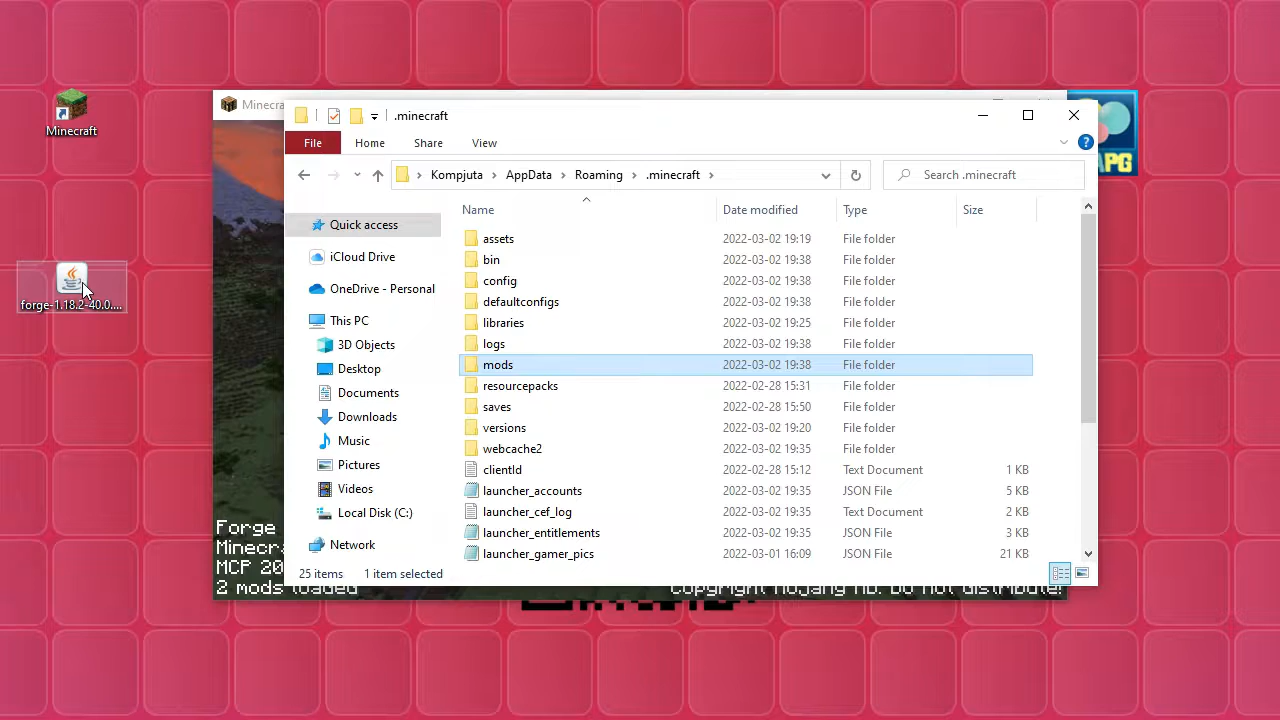 Minecraft
forge-1.18.2-40.0....
Minecra
.minecraft
File Home Share View
Kompjuta AppData Roaming .minecraft
Search .minecraft
APG
Name Date modified Type Size
Quick access
iCloud Drive
OneDrive - Personal
This PC
3D Objects
Desktop
Documents
Downloads
Music
Pictures
Videos
Local Disk (C:)
Network
assets 2022-03-02 19:19 File folder
bin 2022-03-02 19:38 File folder
config 2022-03-02 19:38 File folder
defaultconfigs 2022-03-02 19:38 File folder
libraries 2022-03-02 19:25 File folder
logs 2022-03-02 19:38 File folder
mods 2022-03-02 19:38 File folder
resourcepacks 2022-02-28 15:31 File folder
saves 2022-02-28 15:50 File folder
versions 2022-03-02 19:20 File folder
webcache2 2022-03-02 19:35 File folder
clientId 2022-02-28 15:12 Text Document 1 KB
launcher_accounts 2022-03-02 19:35 JSON File 5 KB
launcher_cef_log 2022-03-02 19:35 Text Document 2 KB
launcher_entitlements 2022-03-02 19:35 JSON File 3 KB
launcher_gamer_pics 2022-03-01 16:09 JSON File 21 KB
25 items 1 item selected
Forge
Minecra
MCP 20
2 mods loaded
Copyright Mojang AB. Do not distribute!